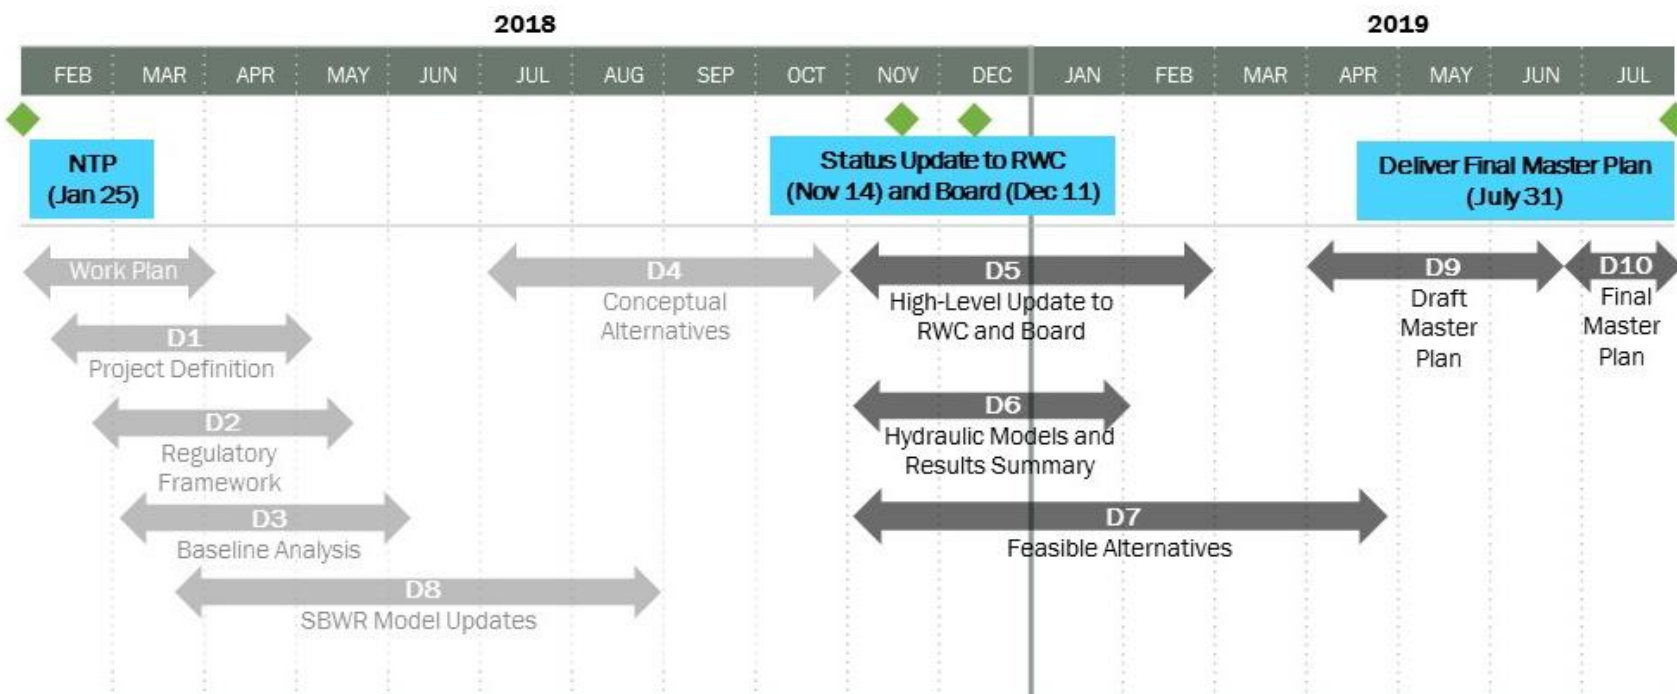 2018
2019
FEB MAR APR MAY JUN JUL AUG SEP OCT NOV DEC JAN FEB MAR APR MAY JUN JUL
NTP
(Jan 25)
Status Update to RWC
(Nov 14) and Board (Dec 11)
Deliver Final Master Plan
(July 31)
Work Plan
D1
Project Definition
D2
Regulatory
Framework
D3
Baseline Analysis
D8
SBWR Model Updates
D4
Conceptual
Alternatives
D5
High-Level Update to
RWC and Board
D6
Hydraulic Models and
Results Summary
D7
Feasible Alternatives
D9
Draft
Master
Plan
D10
Final
Master
Plan